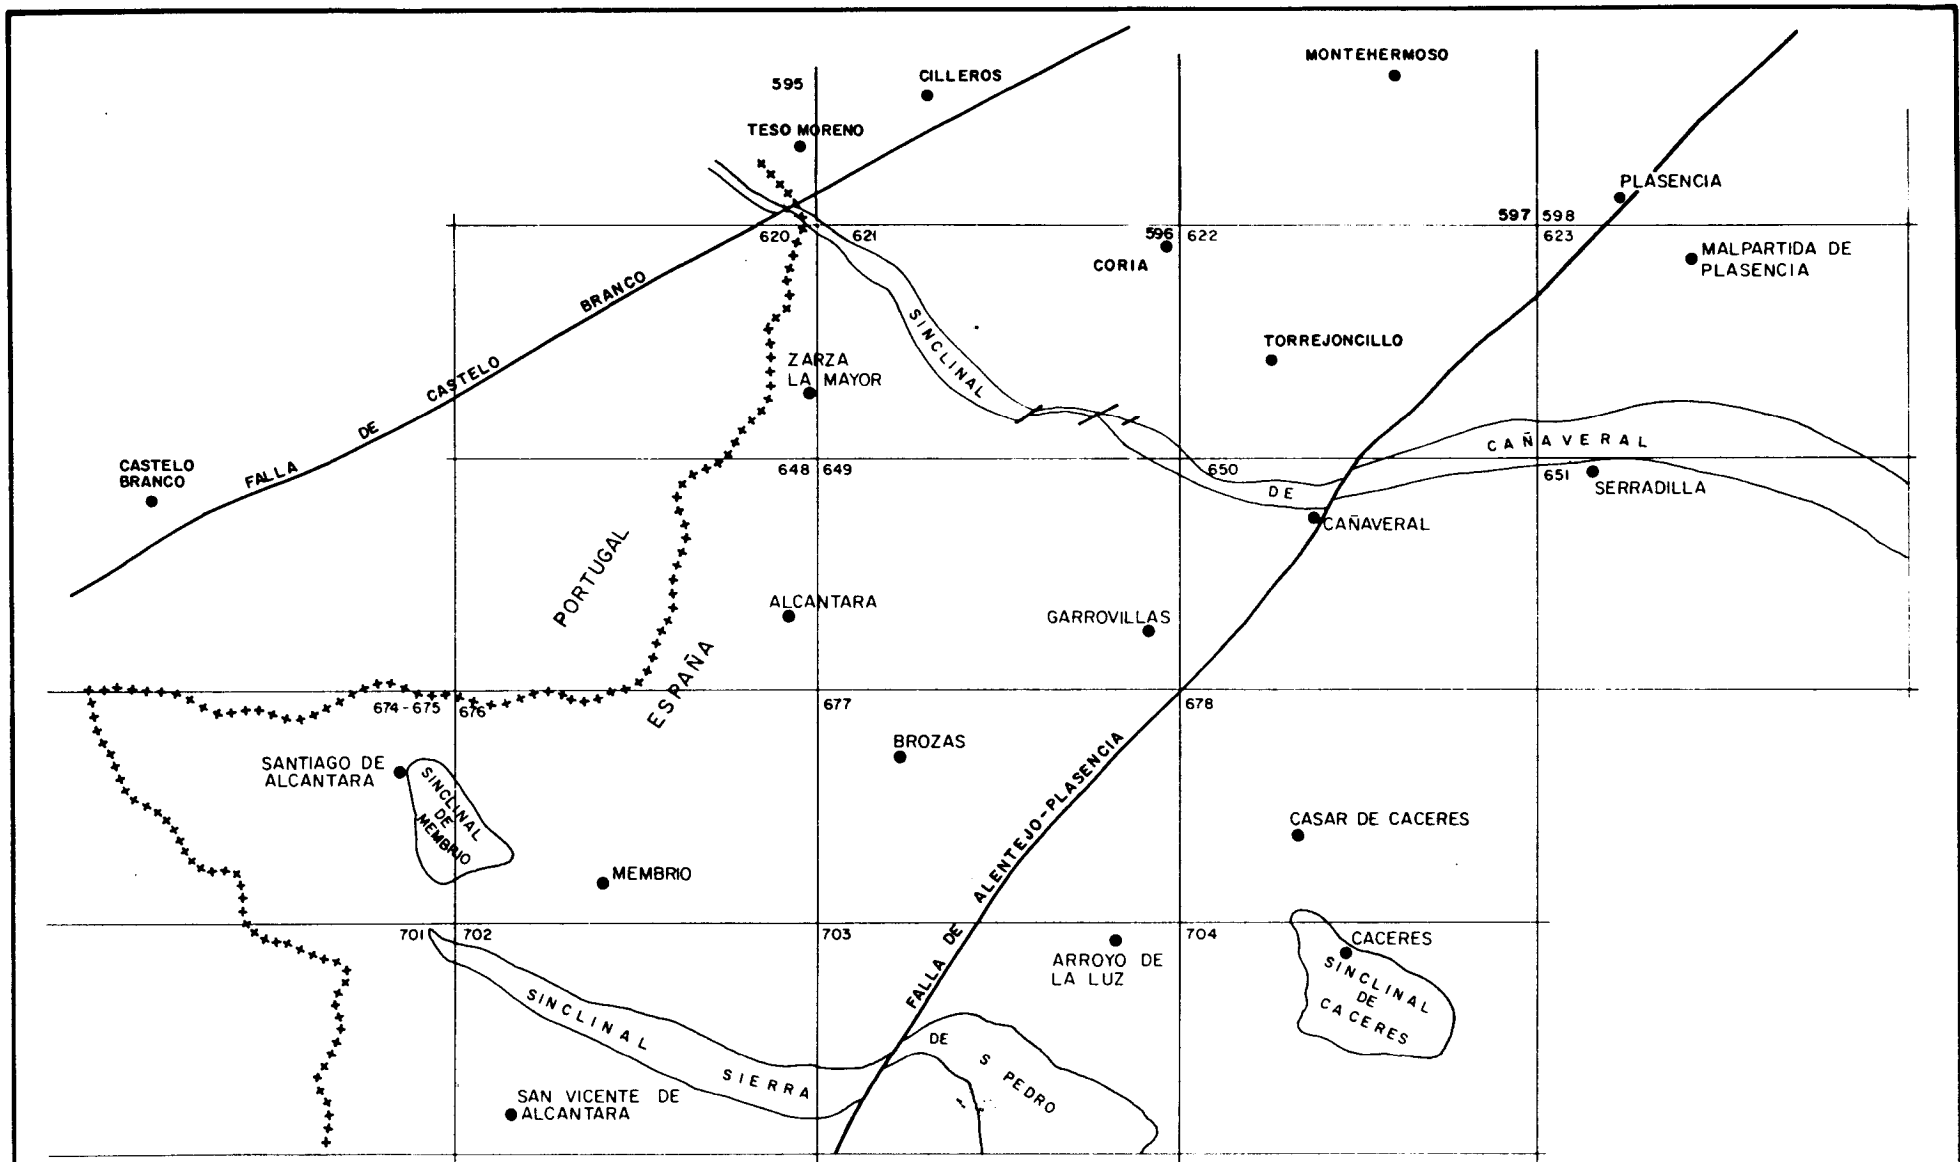 595
CILLEROS
MONTEHERMOSO
TESO MORENO
PLASENCIA
597 598
620 621
596 622
623
CORIA
MALPARTIDA DE
PLASENCIA
FALLA DE CASTELO BRANCO
SINCLINAL DE CAÑAVERAL
TORREJONCILLO
ZARZA
LA MAYOR
CASTELO
BRANCO
648 649
650
651
SERRADILLA
CAÑAVERAL
PORTUGAL
ESPAÑA
ALCANTARA
GARROVILLAS
674-675 676
677
678
SANTIAGO DE
ALCANTARA
SINCLINAL
DE
MEMBRIO
BROZAS
FALLA DE ALENTEJO-PLASENCIA
CASAR DE CACERES
MEMBRIO
701 702
703
704
ARROYO DE
LA LUZ
CACERES
SINCLINAL
DE
CACERES
SINCLINAL SIERRA DE S PEDRO
SAN VICENTE DE
ALCANTARA